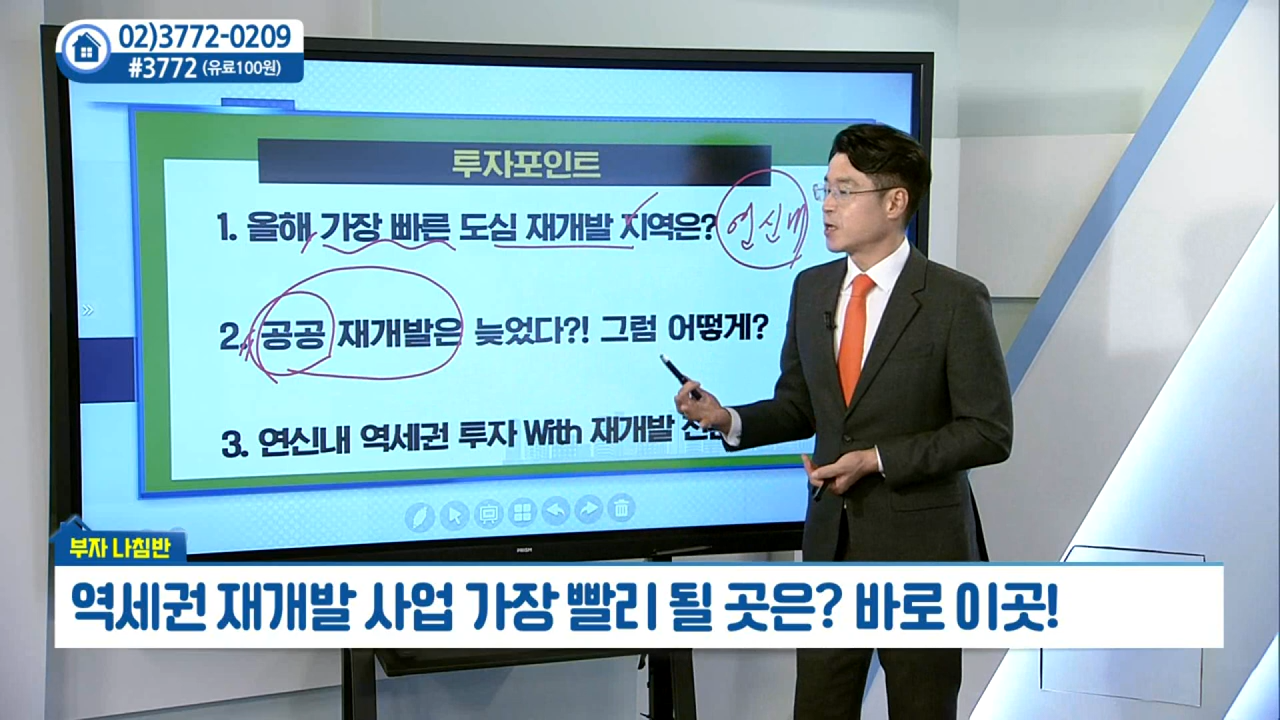 02)3772-0209
#3772 (유료100원)
투자포인트
1. 올해 가장 빠른 도심 재개발 지역은? 연신내
2. 공공 재개발은 늦었다?! 그럼 어떻게?
3. 연신내 역세권 투자 With 재개발
PRISM
부자 나침반
역세권 재개발 사업 가장 빨리 될 곳은? 바로 이곳!